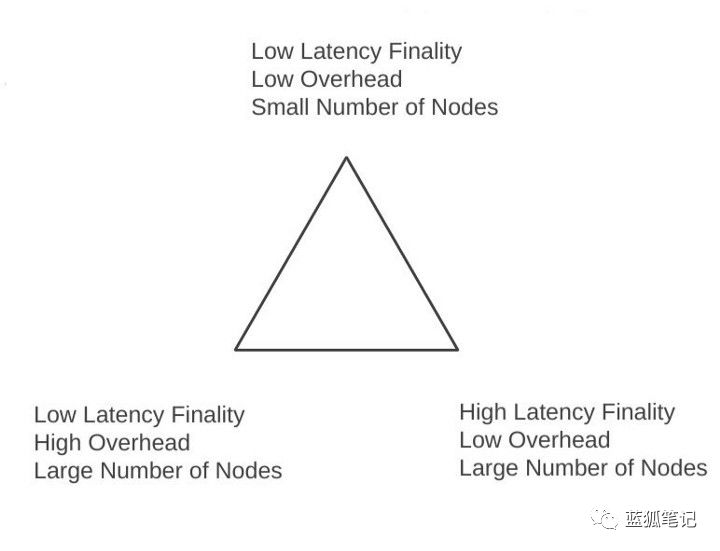 Low Latency Finality
Low Overhead
Small Number of Nodes
Low Latency Finality
High Overhead
Large Number of Nodes
High Latency Finality
Low Overhead
Large Number of Nodes
蓝狐笔记